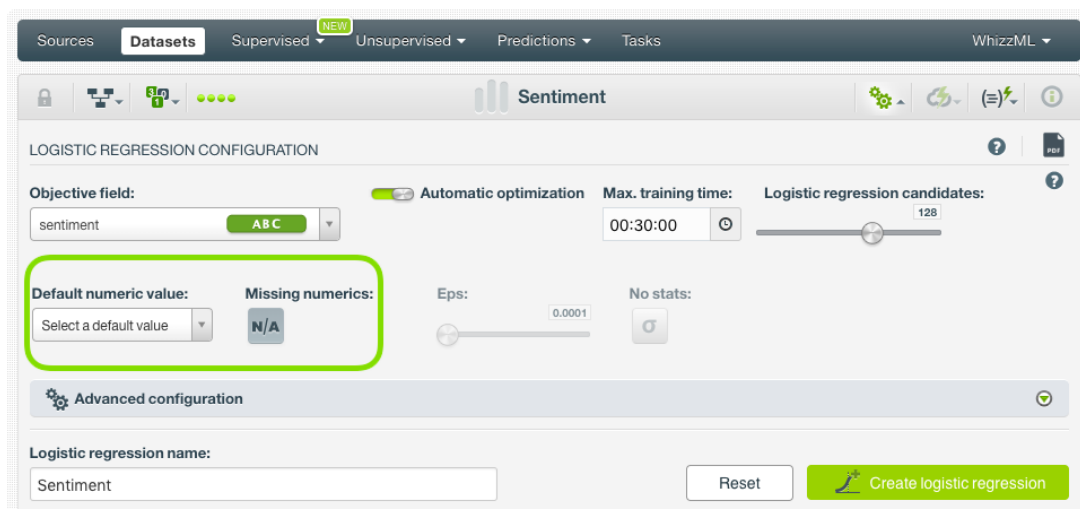 NEW
Sources Datasets Supervised Unsupervised Predictions Tasks WhizzML
Sentiment
LOGISTIC REGRESSION CONFIGURATION
?
PDF
?
Objective field: Automatic optimization Max. training time: Logistic regression candidates:
128
sentiment ABC 00:30:00
Default numeric value: Missing numerics: Eps: No stats:
0.0001
Select a default value N/A σ
Advanced configuration
Logistic regression name:
Sentiment Reset Create logistic regression